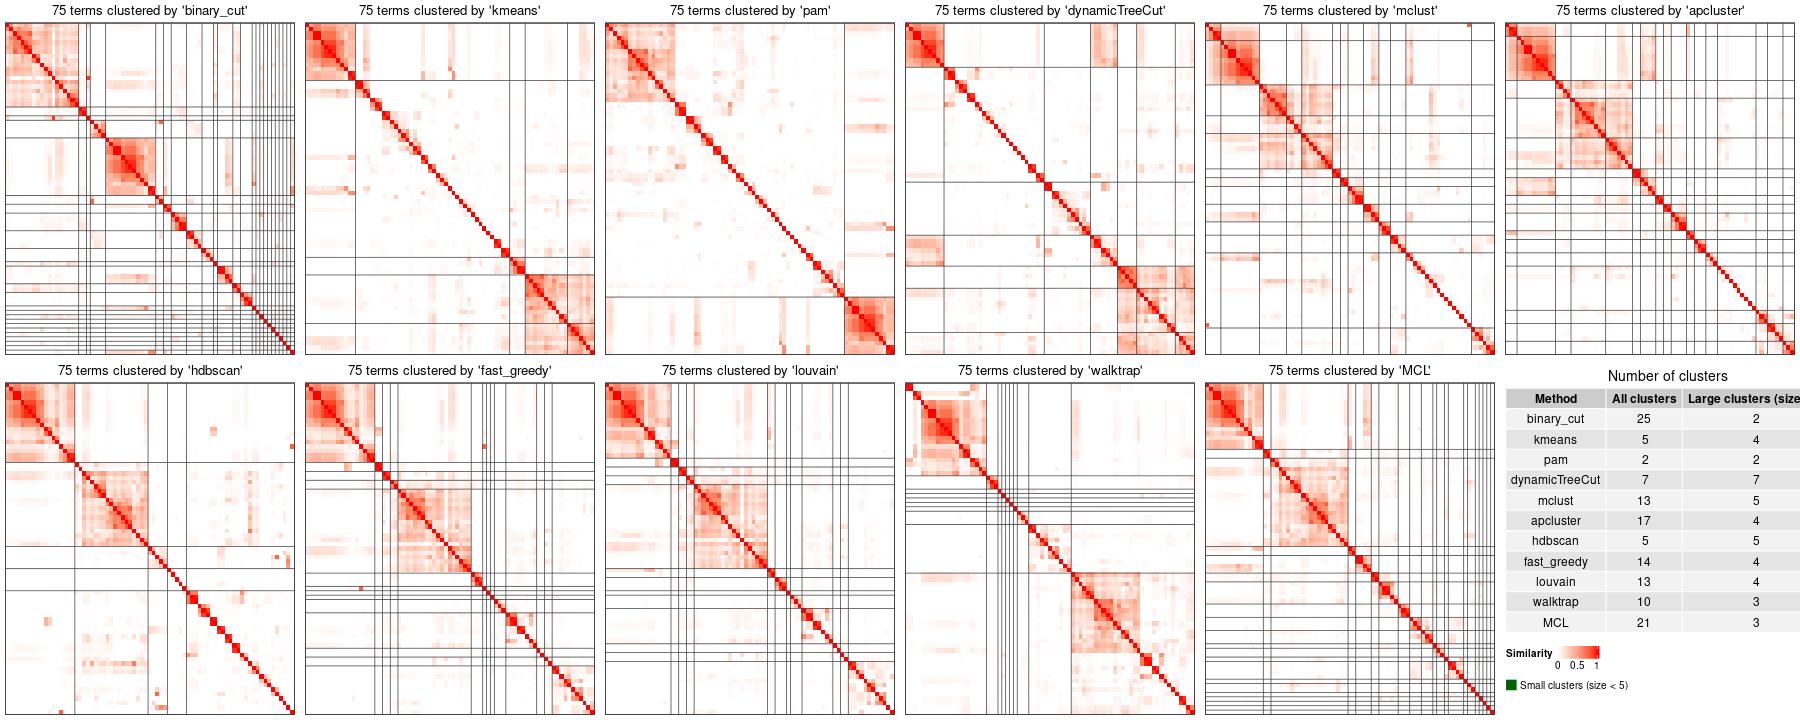 75 terms clustered by 'binary_cut'
75 terms clustered by 'kmeans'
75 terms clustered by 'pam'
75 terms clustered by 'dynamicTreeCut'
75 terms clustered by 'mclust'
75 terms clustered by 'apcluster'
75 terms clustered by 'hdbscan'
75 terms clustered by 'fast_greedy'
75 terms clustered by 'louvain'
75 terms clustered by 'walktrap'
75 terms clustered by 'MCL'
Number of clusters
Method All clusters Large clusters (size
binary_cut 25 2
kmeans 5 4
pam 2 2
dynamicTreeCut 7 7
mclust 13 5
apcluster 17 4
hdbscan 5 5
fast_greedy 14 4
louvain 13 4
walktrap 10 3
MCL 21 3
Similarity
0 0.5 1
Small clusters (size < 5)